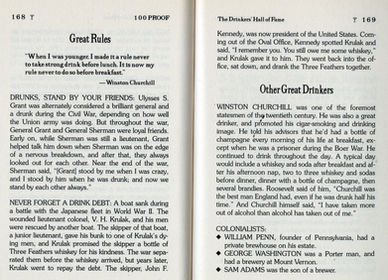 168 T 100 PROOF
Great Rules
"When I was younger, I made it a rule never
to take strong drink before lunch. It is now my
rule never to do so before breakfast."
—Winston Churchill
DRUNKS, STAND BY YOUR FRIENDS: Ulysses S.
Grant was alternately considered a brilliant general and
a drunk during the Civil War, depending on how well
the Union army was doing. But throughout the war,
General Grant and General Sherman were loyal friends.
Early on, while Sherman was still a lieutenant, Grant
helped talk him down when Sherman was on the edge
of a nervous breakdown, and after that, they always
looked out for each other. Near the end of the war,
Sherman said, "[Grant] stood by me when I was crazy,
and I stood by him when he was drunk; and now we
stand by each other always."
NEVER FORGET A DRINK DEBT: A boat sank during
a battle with the Japanese fleet in World War II. The
wounded lieutenant colonel, V. H. Krulak, and his men
were rescued by another boat. The skipper of that boat,
a junior lieutenant, gave his bunk to one of Krulak's dy-
ing men, and Krulak promised the skipper a bottle of
Three Feathers whiskey for his kindness. The war sepa-
rated them before the whiskey arrived, but years later,
Krulak went to repay the debt. The skipper, John F.
The Drinkers' Hall of Fame T 169
Kennedy, was now president of the United States. Com-
ing out of the Oval Office, Kennedy spotted Krulak and
said, "I remember you. You still owe me some whiskey,"
and Krulak gave it to him. They went back into the of-
fice, sat down, and drank the Three Feathers together.
Other Great Drinkers
WINSTON CHURCHILL was one of the foremost
statesmen of the twentieth century. He was also a great
drinker, and promoted his cigar-smoking and drinking
image. He told his advisors that he'd had a bottle of
champagne every morning of his life at breakfast, ex-
cept when he was a prisoner during the Boer War. He
continued to drink throughout the day. A typical day
would include a whiskey and soda after breakfast and af-
ter his afternoon nap, two to three whiskey and sodas
before dinner, dinner with a bottle of champagne, then
several brandies. Roosevelt said of him, "Churchill was
the best man England had, even if he was drunk half his
time." And Churchill himself said, "I have taken more
out of alcohol than alcohol has taken out of me."
COLONIALISTS:
◆ WILLIAM PENN, founder of Pennsylvania, had a
private brewhouse on his estate.
◆ GEORGE WASHINGTON was a Porter man, and
had a brewery at Mount Vernon.
◆ SAM ADAMS was the son of a brewer.